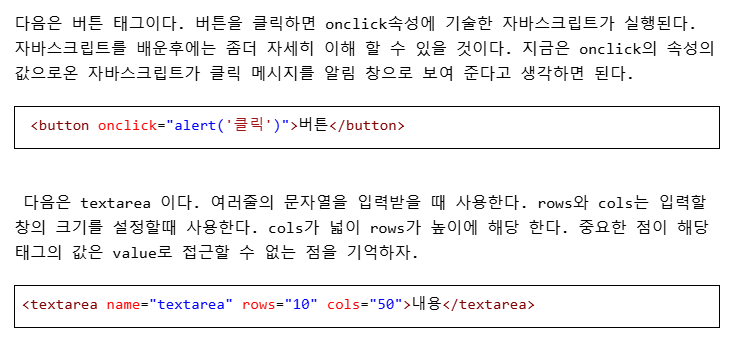 다음은 버튼 태그이다. 버튼을 클릭하면 onclick속성에 기술한 자바스크립트가 실행된다.
자바스크립트를 배운후에는 좀더 자세히 이해 할 수 있을 것이다. 지금은 onclick의 속성의
값으로온 자바스크립트가 클릭 메시지를 알림 창으로 보여 준다고 생각하면 된다.
<button onclick="alert('클릭')">버튼</button>
다음은 textarea 이다. 여러줄의 문자열을 입력받을 때 사용한다. rows와 cols는 입력할
창의 크기를 설정할때 사용한다. cols가 넓이 rows가 높이에 해당 한다. 중요한 점이 해당
태그의 값은 value로 접근할 수 없는 점을 기억하자.
<textarea name="textarea" rows="10" cols="50">내용</textarea>